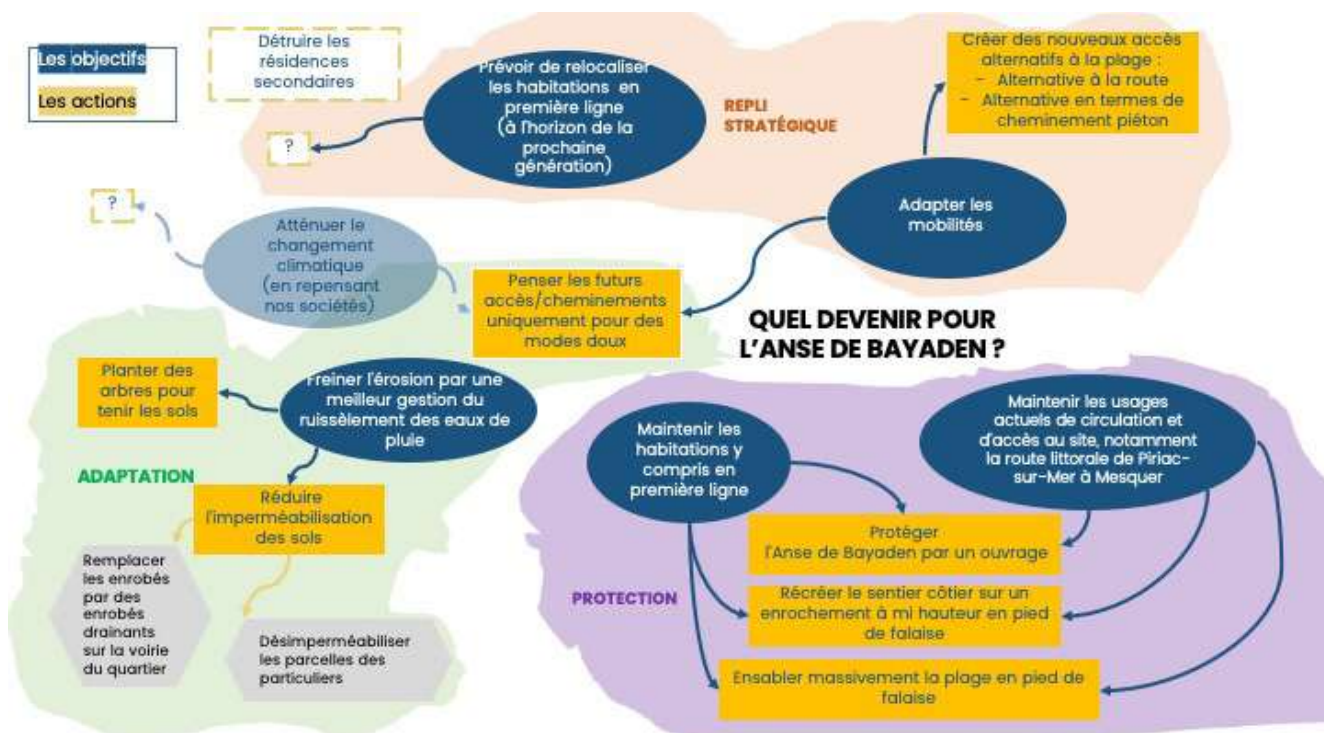 Les objectifs
Les actions
Détruire les
résidences
secondaires
Prévoir de relocaliser
les habitations en
première ligne
(à l'horizon de la
prochaine
génération)
?
REPLI
STRATÉGIQUE
Créer des nouveaux accès
alternatifs à la plage :
- Alternative à la route
- Alternative en termes de
cheminement piéton
Adapter les
mobilités
?
Atténuer le
changement
climatique
(en repensant
nos sociétés)
Penser les futurs
accès/cheminements
uniquement pour des
modes doux
QUEL DEVENIR POUR
L'ANSE DE BAYADEN ?
Planter des
arbres pour
tenir les sols
Freiner l'érosion par une
meilleur gestion du
ruissèlement des eaux de
pluie
ADAPTATION
Réduire
l'imperméabilisation
des sols
Remplacer
les enrobés
par des
enrobés
drainants
sur la voirie
du quartier
Désimperméabiliser
les parcelles des
particuliers
Maintenir les
habitations y
compris en
première ligne
Maintenir les usages
actuels de circulation et
d'accès au site, notamment
la route littorale de Piriac-
sur-Mer à Mesquer
Protéger
l'Anse de Bayaden par un ouvrage
PROTECTION
Récréer le sentier côtier sur un
enrochement à mi hauteur en pied
de falaise
Ensabler massivement la plage en pied de
falaise